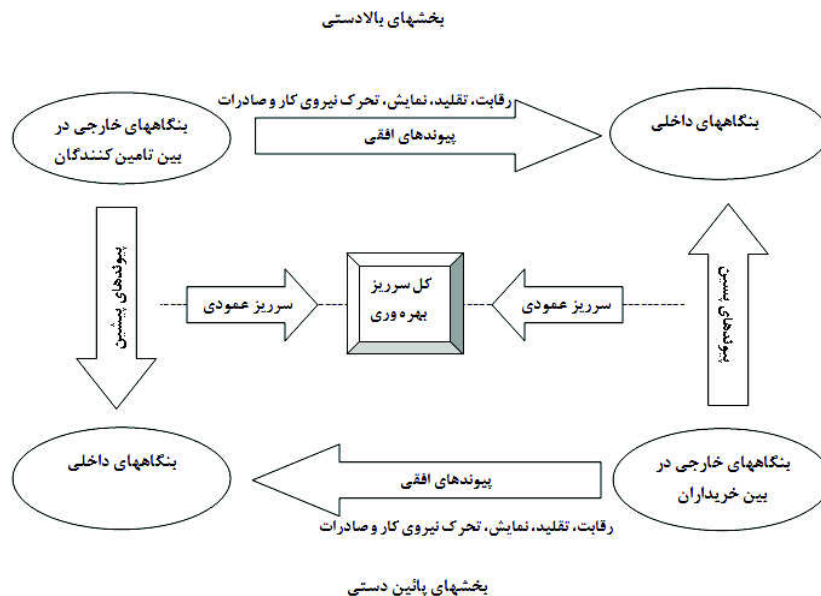 بخشهای بالادستی
رقابت، تقلید، نمایش، تحرک نیروی کار و صادرات
پیوندهای افقی
بنگاههای داخلی
بنگاههای خارجی در
بین تامین کنندگان
پیوندهای پسین
پیوندهای پیشین
سرریز عمودی
کل سرریز
بهره وری
سرریز عمودی
بنگاههای خارجی در
بین خریداران
پیوندهای افقی
بنگاههای داخلی
رقابت، تقلید، نمایش، تحرک نیروی کار و صادرات
بخشهای پائین دستی